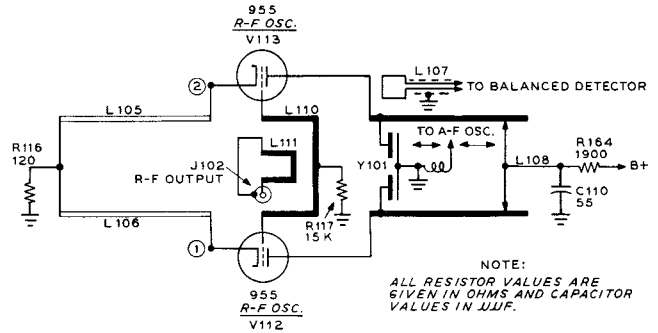 955
R-F OSC.
V113
②
L105
L110
L107
TO BALANCED DETECTOR
R116
120
L111
J102
R-F OUTPUT
TO A-F OSC.
Y101
L108
R164
1900
B+
C110
55
R117
15 K
L106
①
955
R-F OSC.
V112
NOTE:
ALL RESISTOR VALUES ARE
GIVEN IN OHMS AND CAPACITOR
VALUES IN UUF.